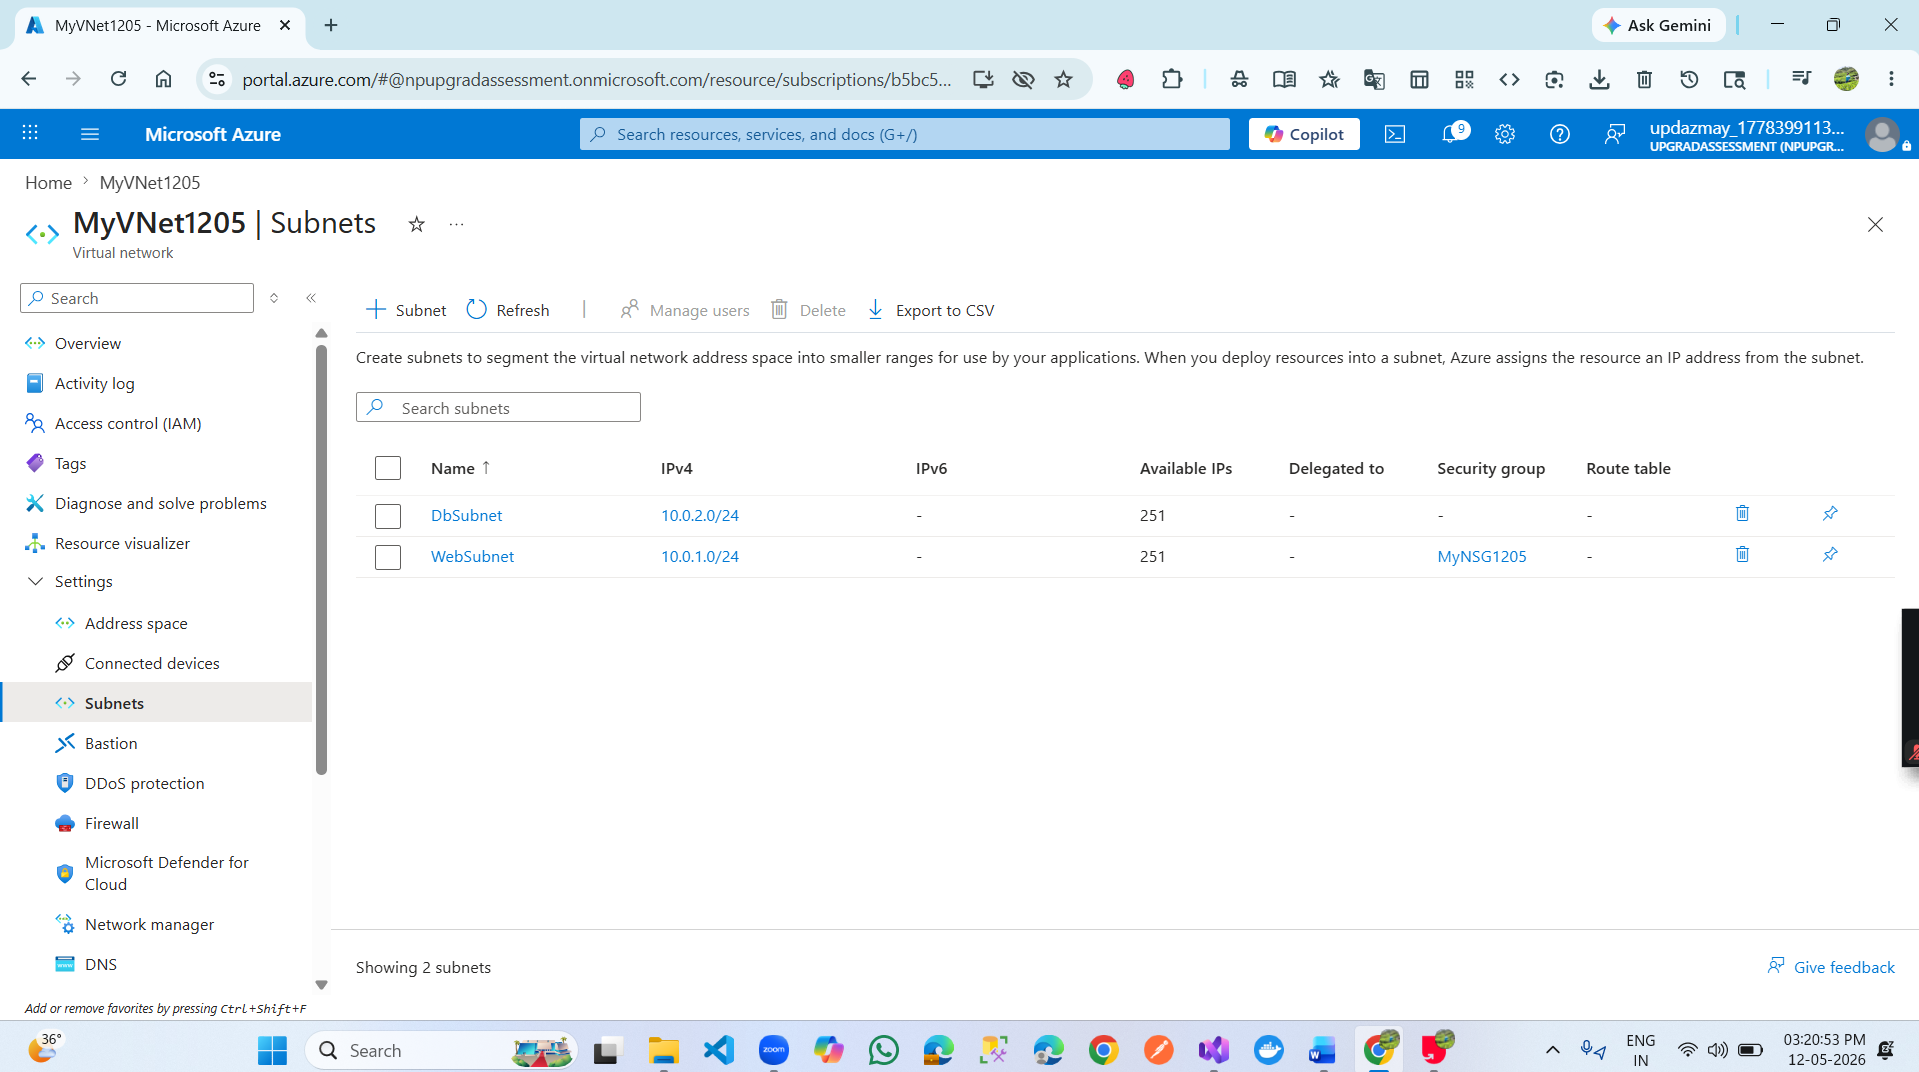 MyVNet1205 - Microsoft Azure
Ask Gemini
portal.azure.com/#@npupgradassessment.onmicrosoft.com/resource/subscriptions/b5bc5...
Microsoft Azure
Search resources, services, and docs (G+/)
Copilot
9
updazmay_1778399113...
UPGRADASSESSMENT (NPUPGR...
Home > MyVNet1205
MyVNet1205 | Subnets
Virtual network
Search
Overview
Activity log
Access control (IAM)
Tags
Diagnose and solve problems
Resource visualizer
Settings
Address space
Connected devices
Subnets
Bastion
DDoS protection
Firewall
Microsoft Defender for
Cloud
Network manager
DNS
Add or remove favorites by pressing Ctrl+Shift+F
Subnet
Refresh
Manage users
Delete
Export to CSV
Create subnets to segment the virtual network address space into smaller ranges for use by your applications. When you deploy resources into a subnet, Azure assigns the resource an IP address from the subnet.
Search subnets
Name ↑ IPv4 IPv6 Available IPs Delegated to Security group Route table
DbSubnet 10.0.2.0/24 - 251 - - -
WebSubnet 10.0.1.0/24 - 251 - MyNSG1205 -
Showing 2 subnets
Give feedback
36°
Search
zoom
ENG
IN
03:20:53 PM
12-05-2026